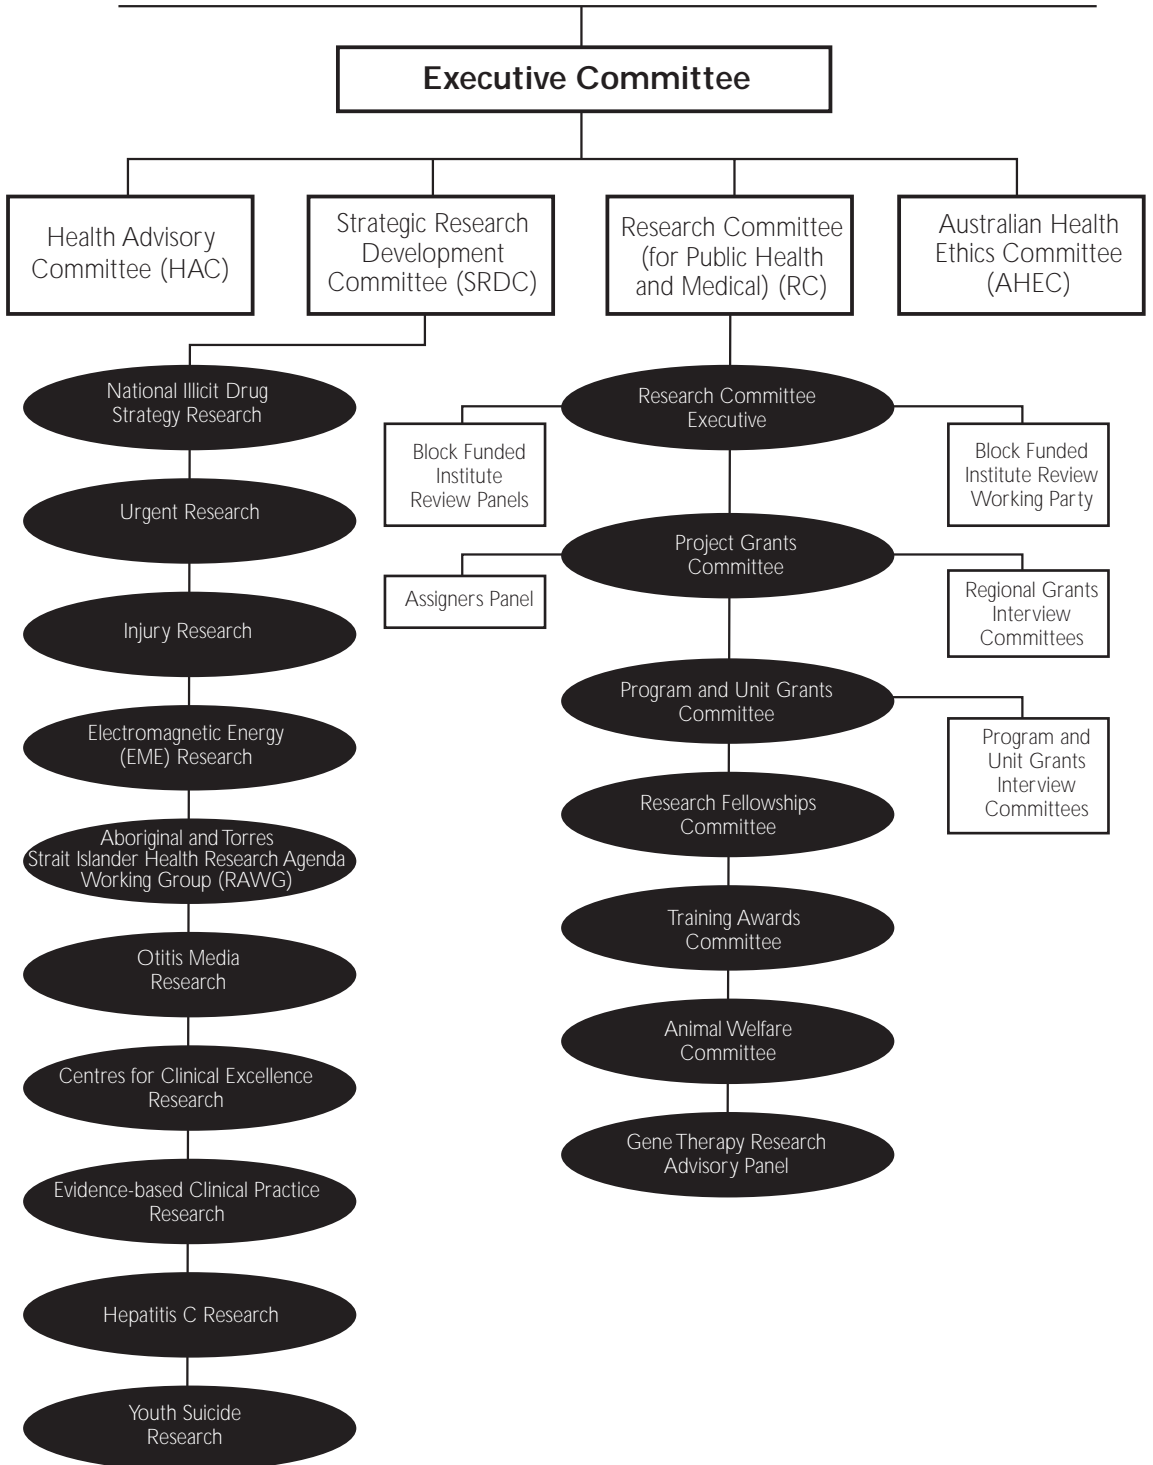 Executive Committee
Health Advisory
Committee (HAC)
Strategic Research
Development
Committee (SRDC)
Research Committee
(for Public Health
and Medical) (RC)
Australian Health
Ethics Committee
(AHEC)
National Illicit Drug
Strategy Research
Urgent Research
Injury Research
Electromagnetic Energy
(EME) Research
Aboriginal and Torres
Strait Islander Health Research Agenda
Working Group (RAWG)
Otitis Media
Research
Centres for Clinical Excellence
Research
Evidence-based Clinical Practice
Research
Hepatitis C Research
Youth Suicide
Research
Research Committee
Executive
Block Funded
Institute
Review Panels
Block Funded
Institute Review
Working Party
Project Grants
Committee
Assigners Panel
Regional Grants
Interview
Committees
Program and Unit Grants
Committee
Program and
Unit Grants
Interview
Committees
Research Fellowships
Committee
Training Awards
Committee
Animal Welfare
Committee
Gene Therapy Research
Advisory Panel